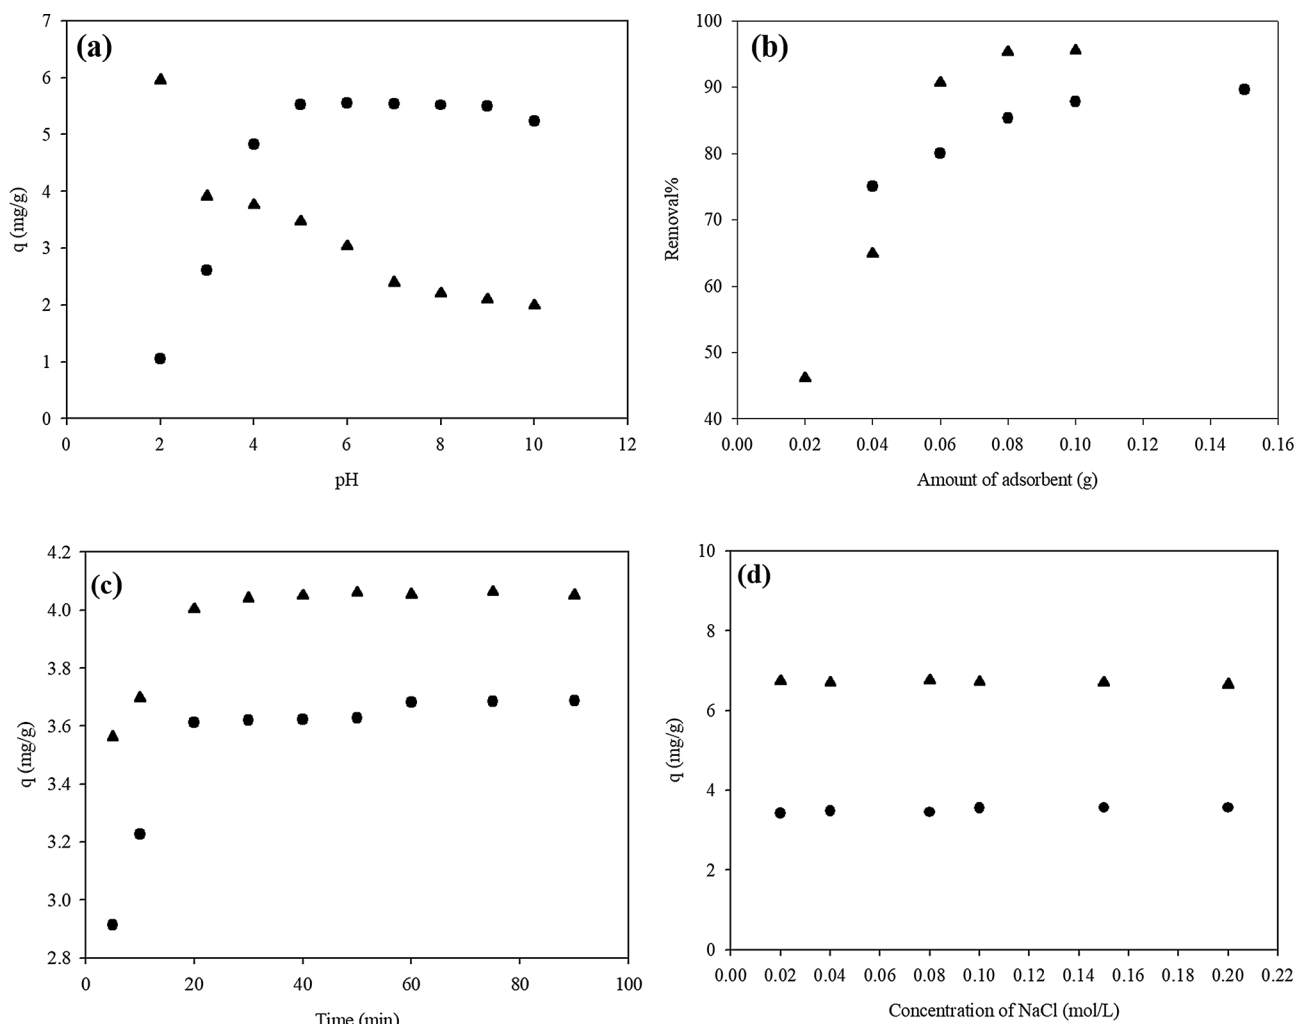 (a)
7
6
5
4
3
2
1
0
q (mg/g)
0 2 4 6 8 10 12
pH
(b)
100
90
80
70
60
50
40
Removal%
0.00 0.02 0.04 0.06 0.08 0.10 0.12 0.14 0.16
Amount of adsorbent (g)
(c)
4.2
4.0
3.8
3.6
3.4
3.2
3.0
2.8
q (mg/g)
0 20 40 60 80 100
Time (min)
(d)
10
8
6
4
2
0
q (mg/g)
0.00 0.02 0.04 0.06 0.08 0.10 0.12 0.14 0.16 0.18 0.20 0.22
Concentration of NaCl (mol/L)